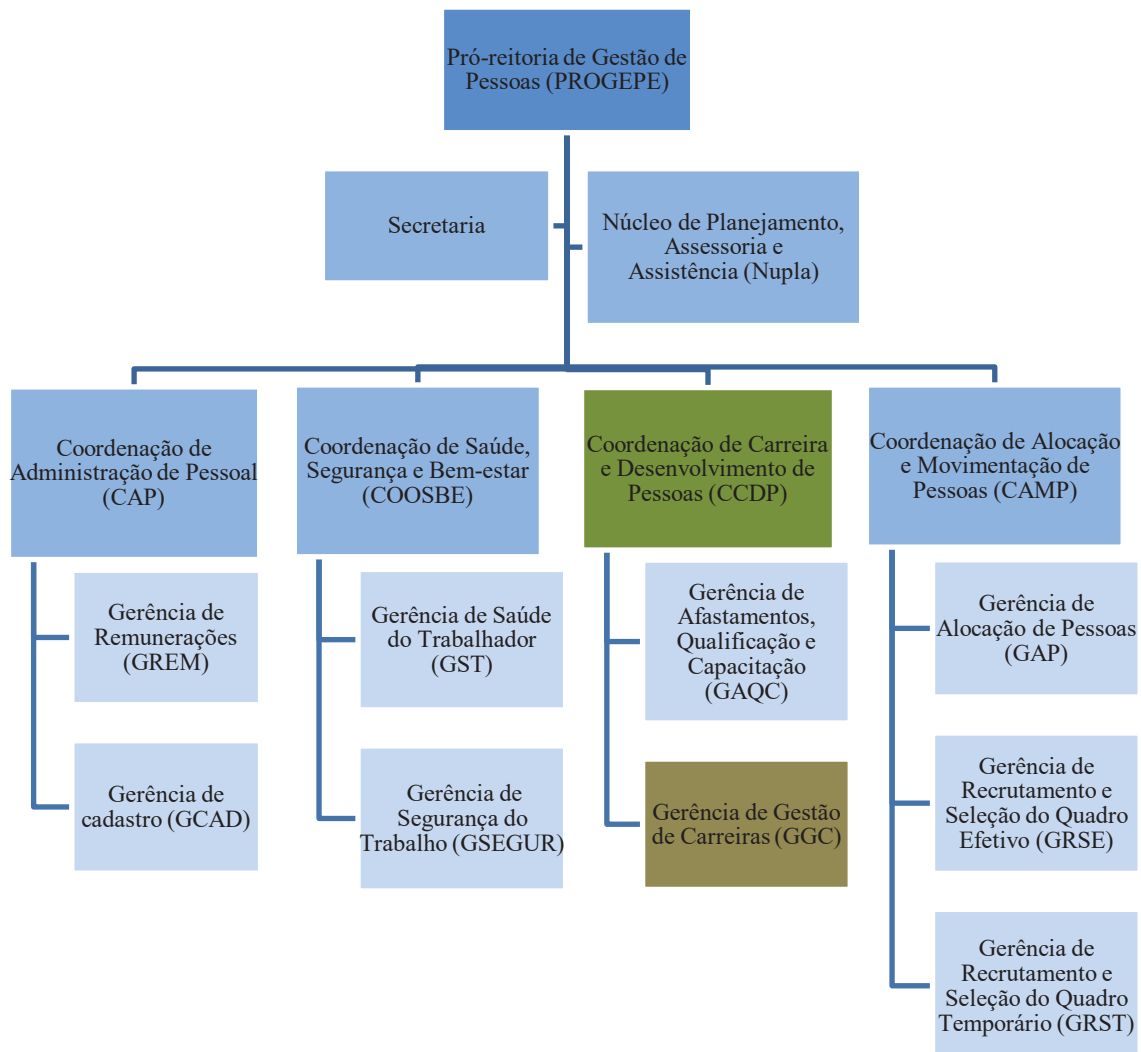 Pró-reitoria de Gestão de
Pessoas (PROGEPE)
Secretaria
Núcleo de Planejamento,
Assessoria e
Assistência (Nupla)
Coordenação de
Administração de Pessoal
(CAP)
Gerência de
Remunerações
(GREM)
Gerência de
cadastro (GCAD)
Coordenação de Saúde,
Segurança e Bem-estar
(COOSBE)
Gerência de Saúde
do Trabalhador
(GST)
Gerência de
Segurança do
Trabalho (GSEGUR)
Coordenação de Carreira
e Desenvolvimento de
Pessoas (CCDP)
Gerência de
Afastamentos,
Qualificação e
Capacitação
(GAQC)
Gerência de Gestão
de Carreiras (GGC)
Coordenação de Alocação
e Movimentação de
Pessoas (CAMP)
Gerência de
Alocação de Pessoas
(GAP)
Gerência de
Recrutamento e
Seleção do Quadro
Efetivo (GRSE)
Gerência de
Recrutamento e
Seleção do Quadro
Temporário (GRST)